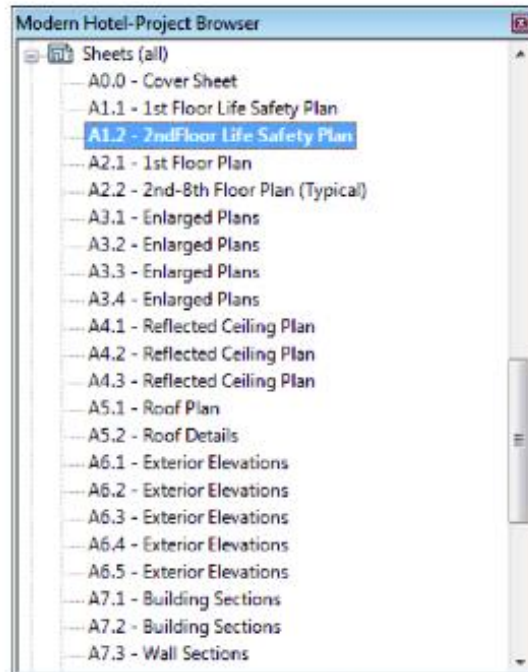 Modern Hotel-Project Browser
Sheets (all)
A0.0 - Cover Sheet
A1.1 - 1st Floor Life Safety Plan
A1.2 - 2ndFloor Life Safety Plan
A2.1 - 1st Floor Plan
A2.2 - 2nd-8th Floor Plan (Typical)
A3.1 - Enlarged Plans
A3.2 - Enlarged Plans
A3.3 - Enlarged Plans
A3.4 - Enlarged Plans
A4.1 - Reflected Ceiling Plan
A4.2 - Reflected Ceiling Plan
A4.3 - Reflected Ceiling Plan
A5.1 - Roof Plan
A5.2 - Roof Details
A6.1 - Exterior Elevations
A6.2 - Exterior Elevations
A6.3 - Exterior Elevations
A6.4 - Exterior Elevations
A6.5 - Exterior Elevations
A7.1 - Building Sections
A7.2 - Building Sections
A7.3 - Wall Sections